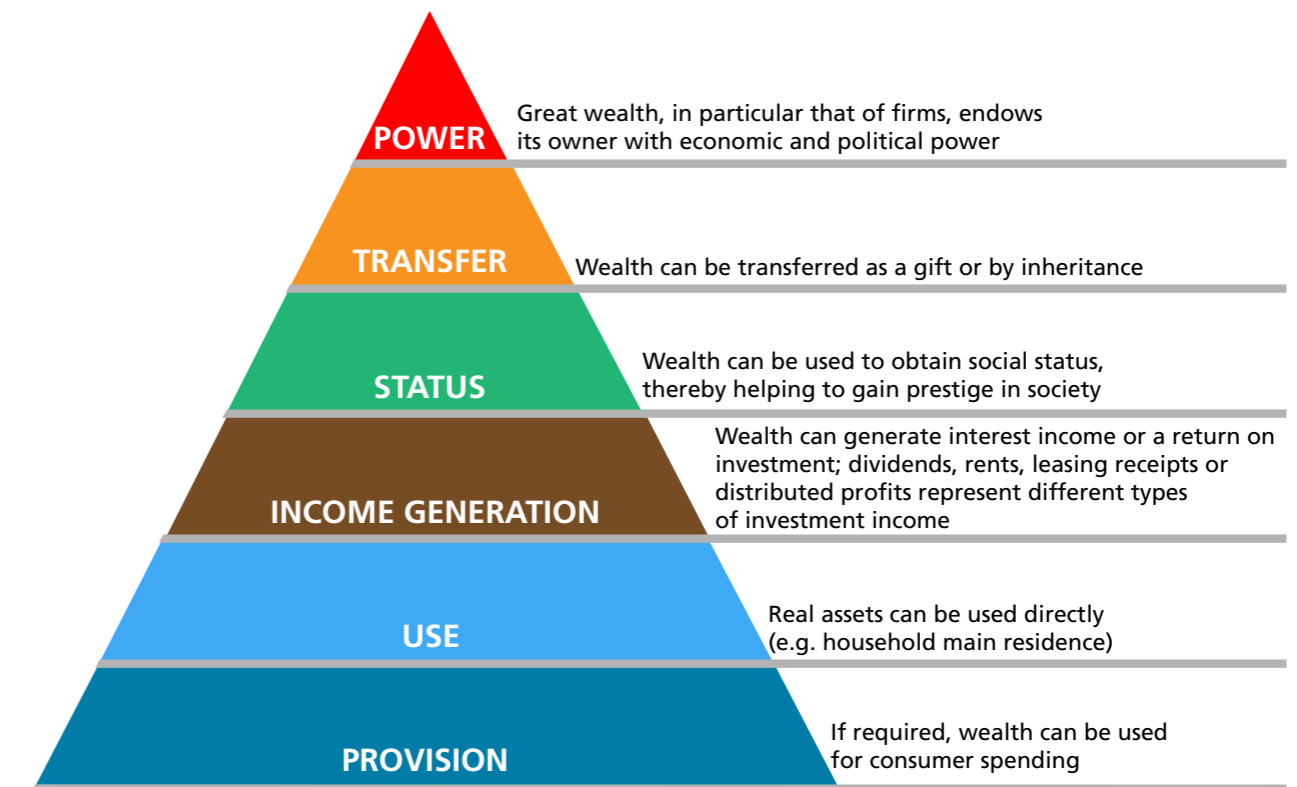 POWER
Great wealth, in particular that of firms, endows
its owner with economic and political power
TRANSFER
Wealth can be transferred as a gift or by inheritance
STATUS
Wealth can be used to obtain social status,
thereby helping to gain prestige in society
INCOME GENERATION
Wealth can generate interest income or a return on
investment; dividends, rents, leasing receipts or
distributed profits represent different types
of investment income
USE
Real assets can be used directly
(e.g. household main residence)
PROVISION
If required, wealth can be used
for consumer spending